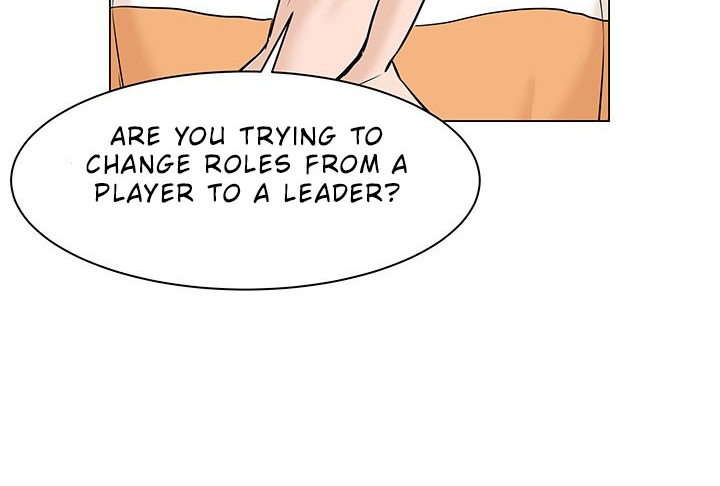 ARE YOU TRYING TO
CHANGE ROLES FROM A
PLAYER TO A LEADER?